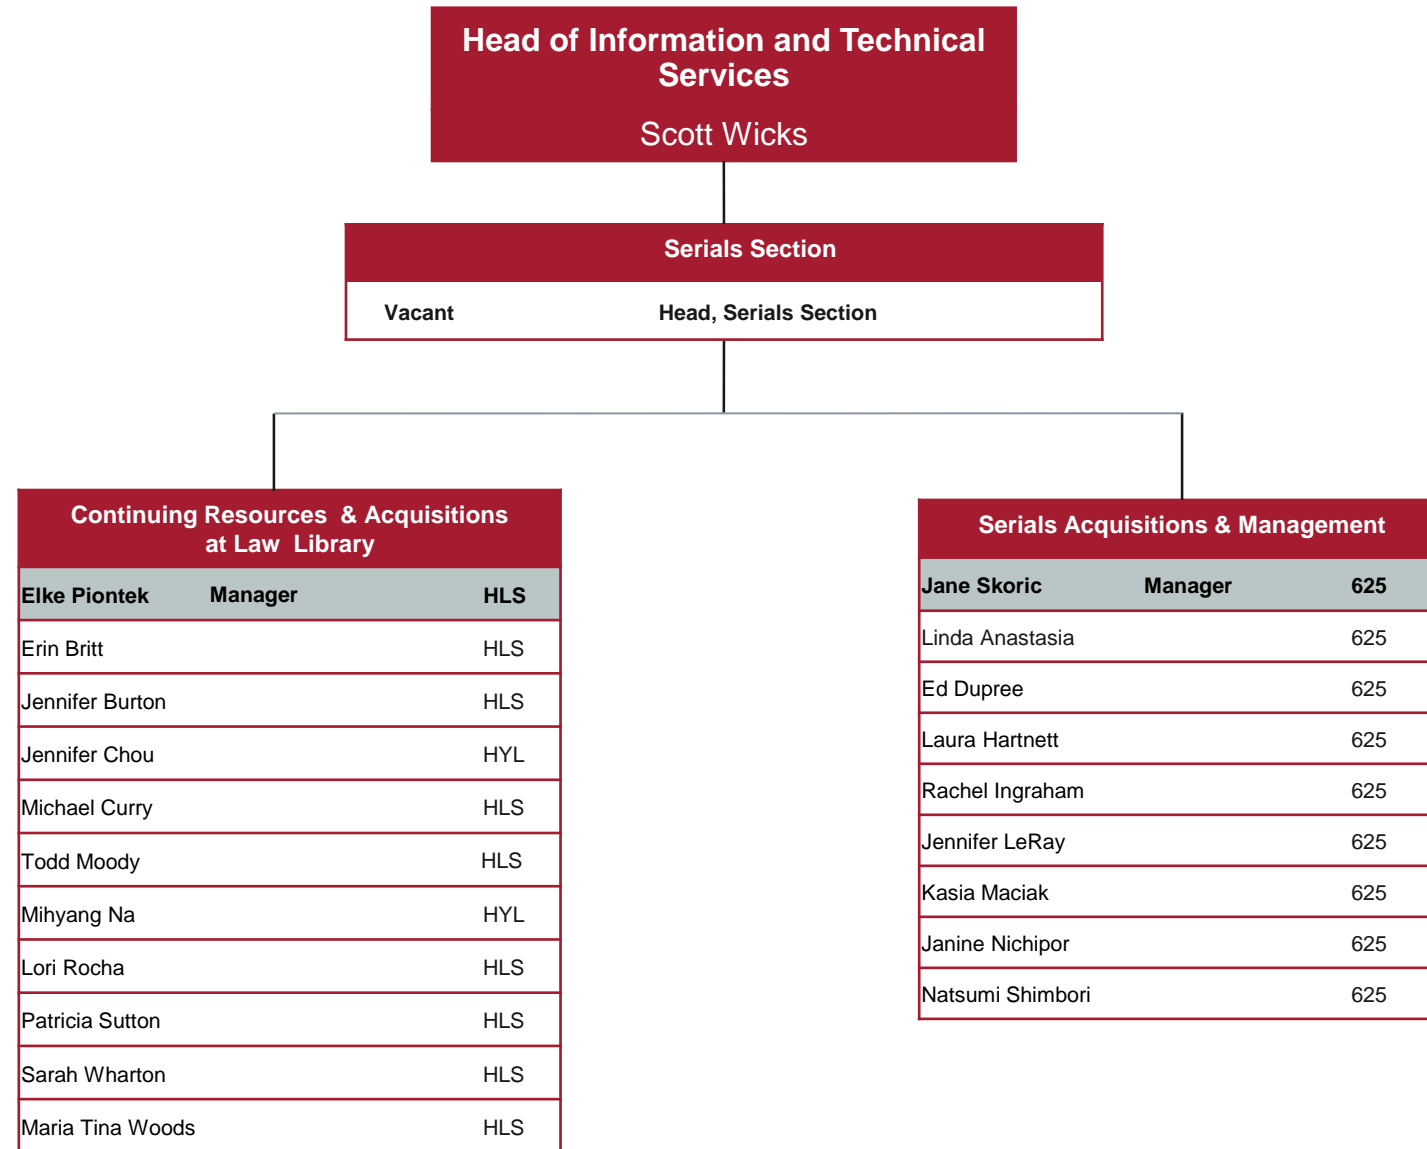 Head of Information and Technical
Services
Scott Wicks
Serials Section
Vacant Head, Serials Section
Continuing Resources & Acquisitions
at Law Library
Elke Piontek Manager HLS
Erin Britt HLS
Jennifer Burton HLS
Jennifer Chou HYL
Michael Curry HLS
Todd Moody HLS
Mihyang Na HYL
Lori Rocha HLS
Patricia Sutton HLS
Sarah Wharton HLS
Maria Tina Woods HLS
Serials Acquisitions & Management
Jane Skoric Manager 625
Linda Anastasia 625
Ed Dupree 625
Laura Hartnett 625
Rachel Ingraham 625
Jennifer LeRay 625
Kasia Maciak 625
Janine Nichipor 625
Natsumi Shimbori 625